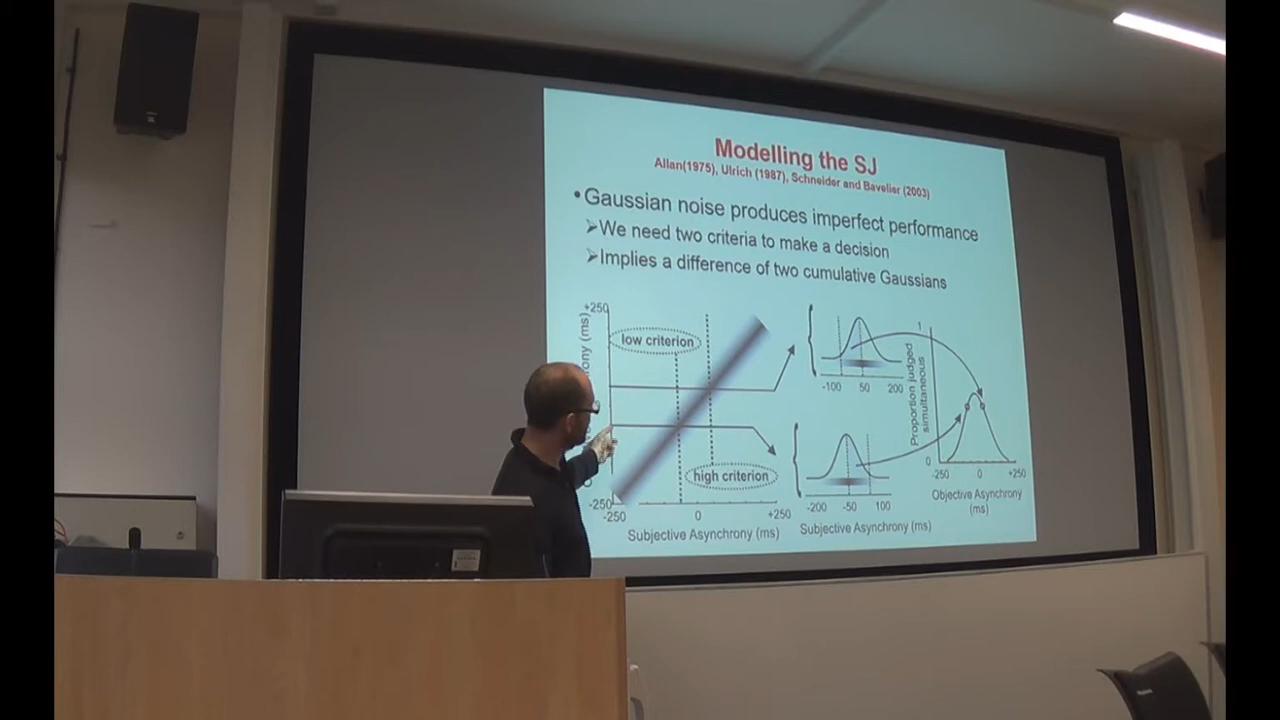 Modelling the SJ
Allan(1975), Ulrich (1987), Schneider and Bavelier (2003)
•Gaussian noise produces imperfect performance
➢We need two criteria to make a decision
➢Implies a difference of two cumulative Gaussians
+250
(ms)
-250
low criterion
high criterion
-250 0 +250
Subjective Asynchrony (ms)
-100 50 200
-200 -50 100
Subjective Asynchrony (ms)
Proportion judged
simultaneous
1
0
-250 0 +250
Objective Asynchrony
(ms)